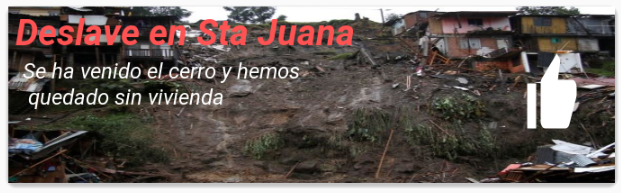 Deslave en Sta Juana
Se ha venido el cerro y hemos
quedado sin vivienda